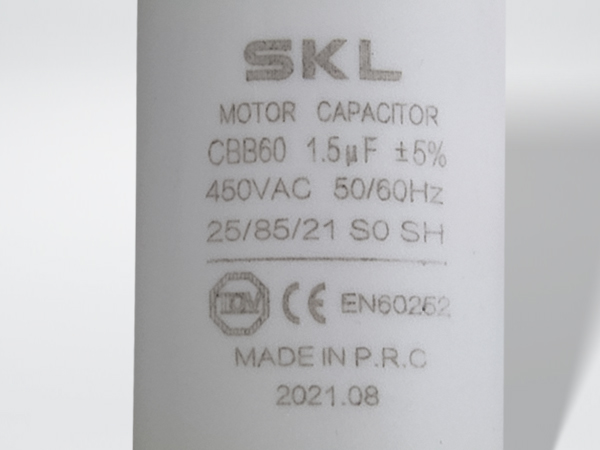 SKL
MOTOR CAPACITOR
CBB60 1.5μF ±5%
450VAC 50/60Hz
25/85/21 S0 SH
CE EN60252
MADE IN P.R.C
2021.08